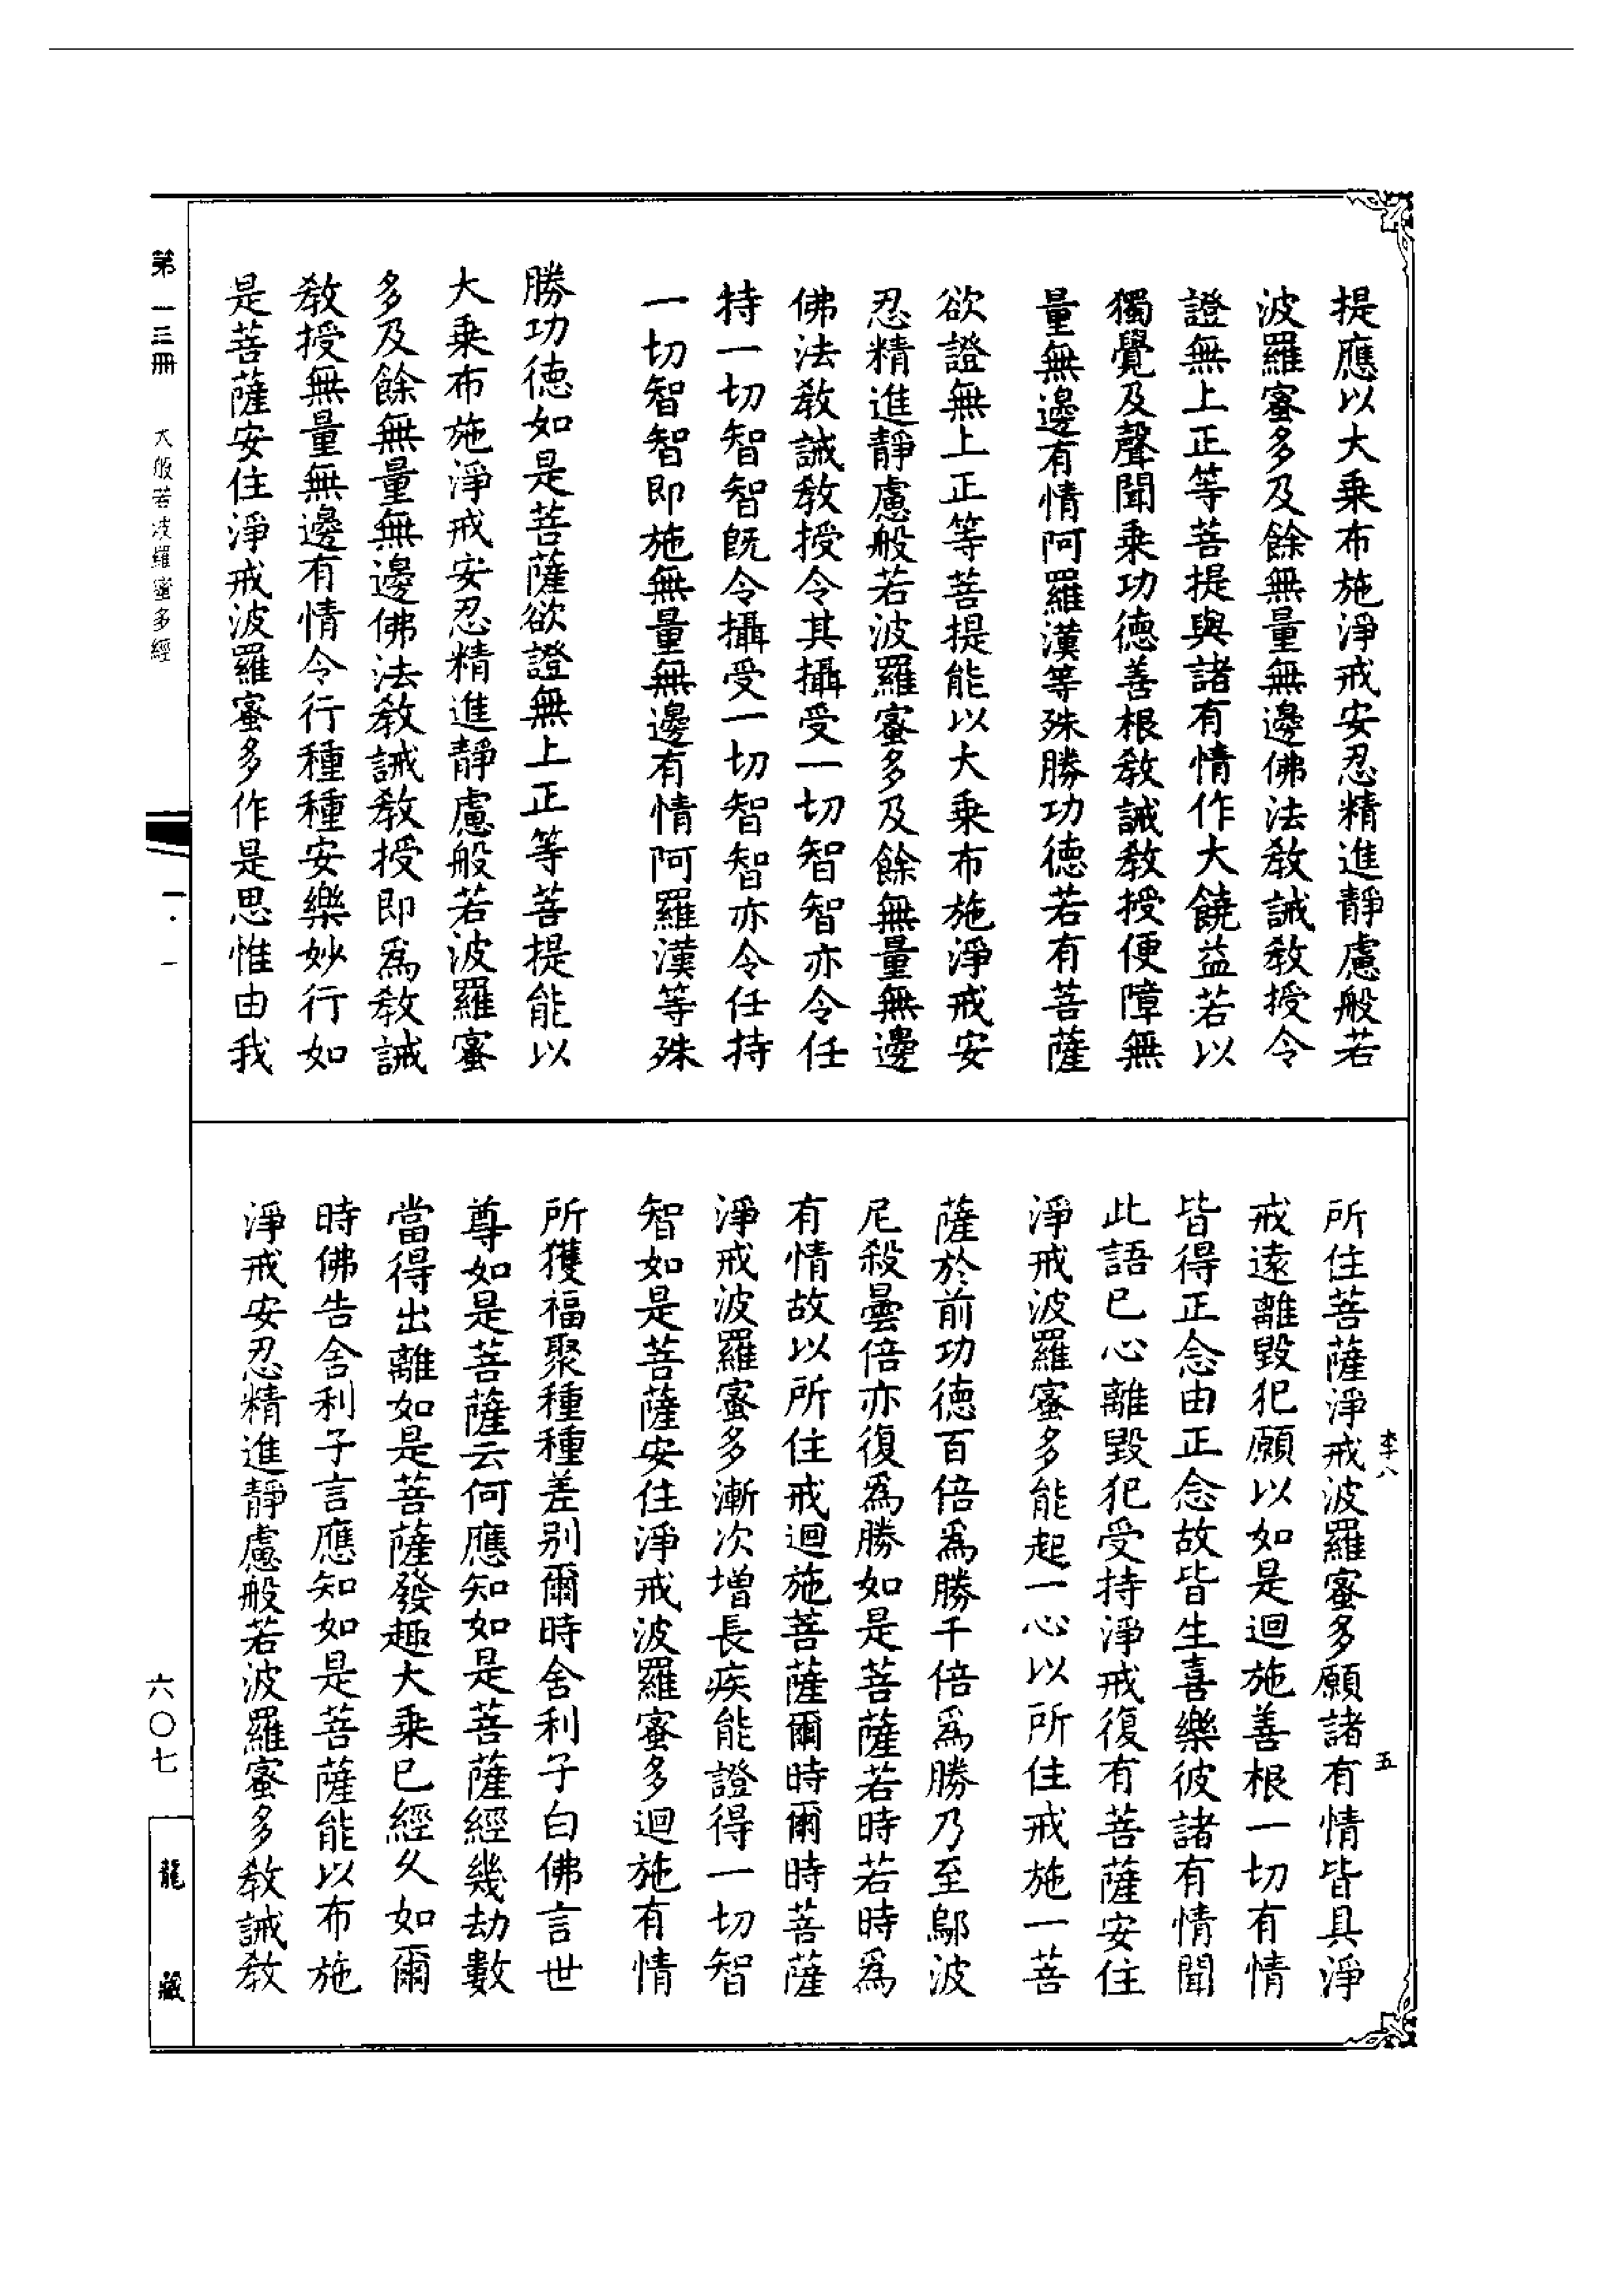 提應以大乘布施淨戒安忍精進靜慮般若
波羅蜜多及餘無量無邊佛法教誡教授令
證無上正等菩提與諸有情作大饒益若以
獨覺及聲聞乘功德善根教誡教授便障無
量無邊有情阿羅漢等殊勝功德若有菩薩
欲證無上正等菩提能以大乘布施淨戒安
忍精進靜慮般若波羅蜜多及餘無量無邊
佛法教誡教授令其攝受一切智智亦令任
持一切智智既令攝受一切智智亦令任持
一切智智即施無量無邊有情阿羅漢等殊
勝功德如是菩薩欲證無上正等菩提能以
大乘布施淨戒安忍精進靜慮般若波羅蜜
多及餘無量無邊佛法教誡教授即為教誡
教授無量無邊有情令行種種安樂妙行如
是菩薩安住淨戒波羅蜜多作是思惟由我
所住菩薩淨戒波羅蜜多願諸有情皆具淨
戒遠離毀犯願以如是迴施善根一切有情
皆得正念由正念故皆生喜樂彼諸有情聞
此語已心離毀犯受持淨戒復有菩薩安住
淨戒波羅蜜多能起一心以所住戒施一菩
薩於前功德百倍為勝千倍為勝乃至鄔波
尼殺曇倍亦復為勝如是菩薩若時若時為
有情故以所住戒迴施菩薩爾時爾時菩薩
淨戒波羅蜜多漸次增長疾能證得一切智
智如是菩薩安住淨戒波羅蜜多迴施有情
所獲福聚種種差別爾時舍利子白佛言世
尊如是菩薩云何應知如是菩薩經幾劫數
當得出離如是菩薩發趣大乘已經久如爾
時佛告舍利子言應知如是菩薩能以布施
淨戒安忍精進靜慮般若波羅蜜多教誡教
李八
五
第一三冊
大般若波羅蜜多經
一·一
六〇七
龍藏